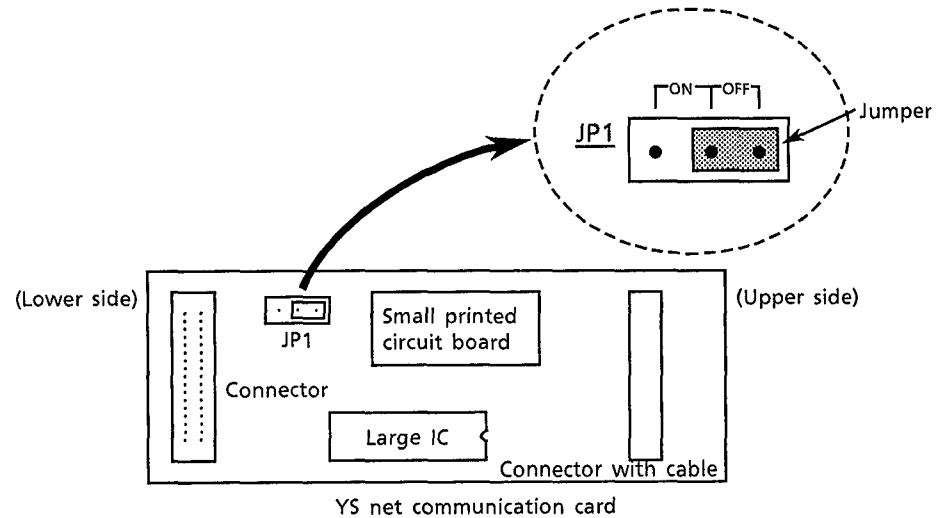 ON OFF
JP1
Jumper
(Lower side)
(Upper side)
JP1
Small printed
circuit board
Connector
Large IC
Connector with cable
YS net communication card